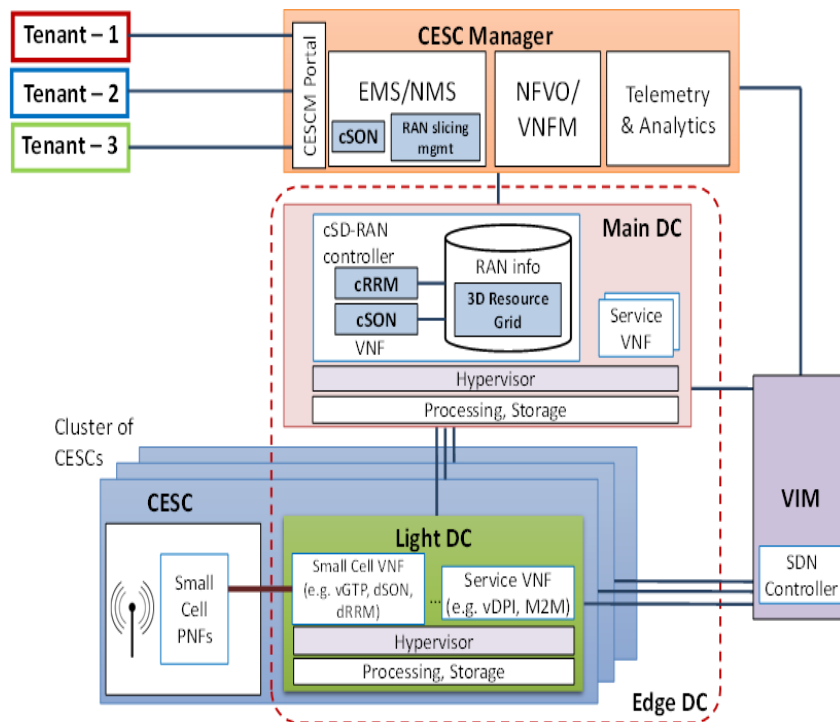 Tenant – 1
Tenant – 2
Tenant – 3
CESC Manager
CESCM Portal
EMS/NMS
cSON
RAN slicing
mgmt
NFVO/
VNFM
Telemetry
& Analytics
Main DC
cSD-RAN
controller
cRRM
cSON
VNF
RAN info
3D Resource
Grid
Service
VNF
Hypervisor
Processing, Storage
Cluster of
CESCs
CESC
Small
Cell
PNFs
Light DC
Small Cell VNF
(e.g. vGTP, dSON,
dRRM)
...
Service VNF
(e.g. vDPI, M2M)
Hypervisor
Processing, Storage
Edge DC
VIM
SDN
Controller